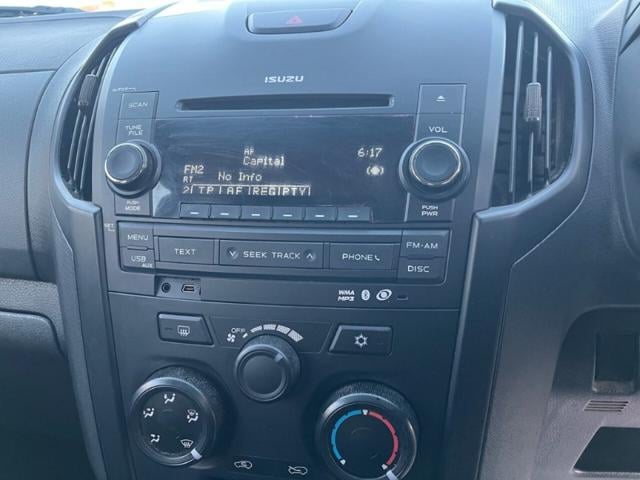 ISUZU
SCAN
TUNE
FILE
VOL
AF
Capital
6:17
FM2
RT No Info
TP AF REG PTY
PUSH
MODE
PUSH
PWR
MENU
USB
AUX
TEXT
SEEK TRACK
PHONE
FM-AM
DISC
WMA
MP3
OFF